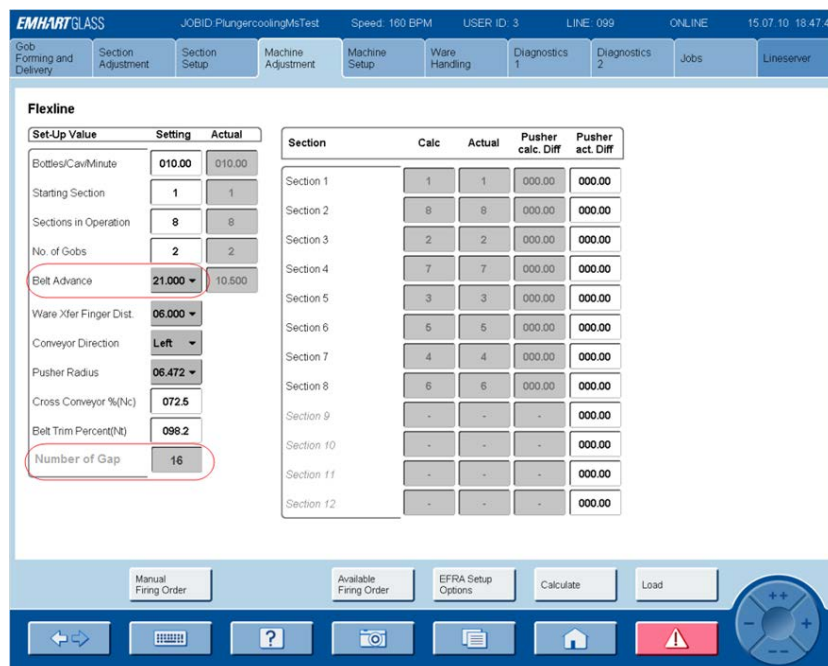 EMHARTGLASS JOBID:PlungercoolingMsTest Speed: 160 BPM USER ID: 3 LINE: 099 ONLINE 15.07.10 18:47:4
Gob
Forming and
Delivery
Section
Adjustment
Section
Setup
Machine
Adjustment
Machine
Setup
Ware
Handling
Diagnostics
1
Diagnostics
2
Jobs
Lineserver
Flexline
Set-Up Value Setting Actual
Bottles/Cav/Minute 010.00 010.00
Starting Section 1 1
Sections in Operation 8 8
No. of Gobs 2 2
Belt Advance 21.000 10.500
Ware Xfer Finger Dist. 06.000
Conveyor Direction Left
Pusher Radius 06.472
Cross Conveyor %(Nc) 072.5
Belt Trim Percent(Nt) 098.2
Number of Gap 16
Section Calc Actual Pusher calc. Diff Pusher act. Diff
Section 1 1 1 000.00 000.00
Section 2 8 8 000.00 000.00
Section 3 2 2 000.00 000.00
Section 4 7 7 000.00 000.00
Section 5 3 3 000.00 000.00
Section 6 5 5 000.00 000.00
Section 7 4 4 000.00 000.00
Section 8 6 6 000.00 000.00
Section 9 - - - 000.00
Section 10 - - - 000.00
Section 11 - - - 000.00
Section 12 - - - 000.00
Manual
Firing Order
Available
Firing Order
EFRA Setup
Options
Calculate
Load